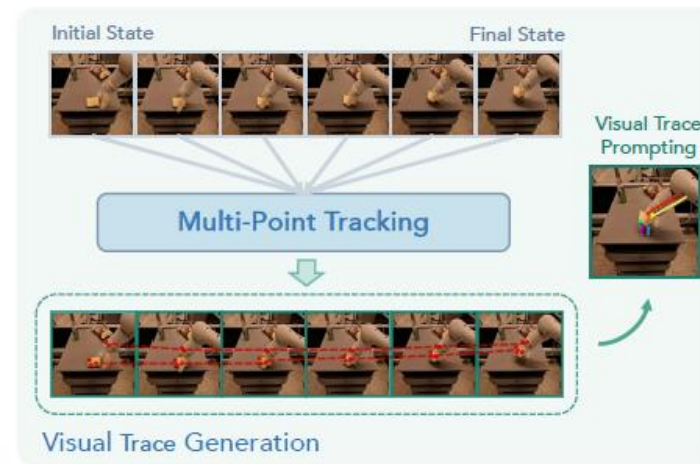 Initial State
Final State
Visual Trace
Prompting
Multi-Point Tracking
Visual Trace Generation